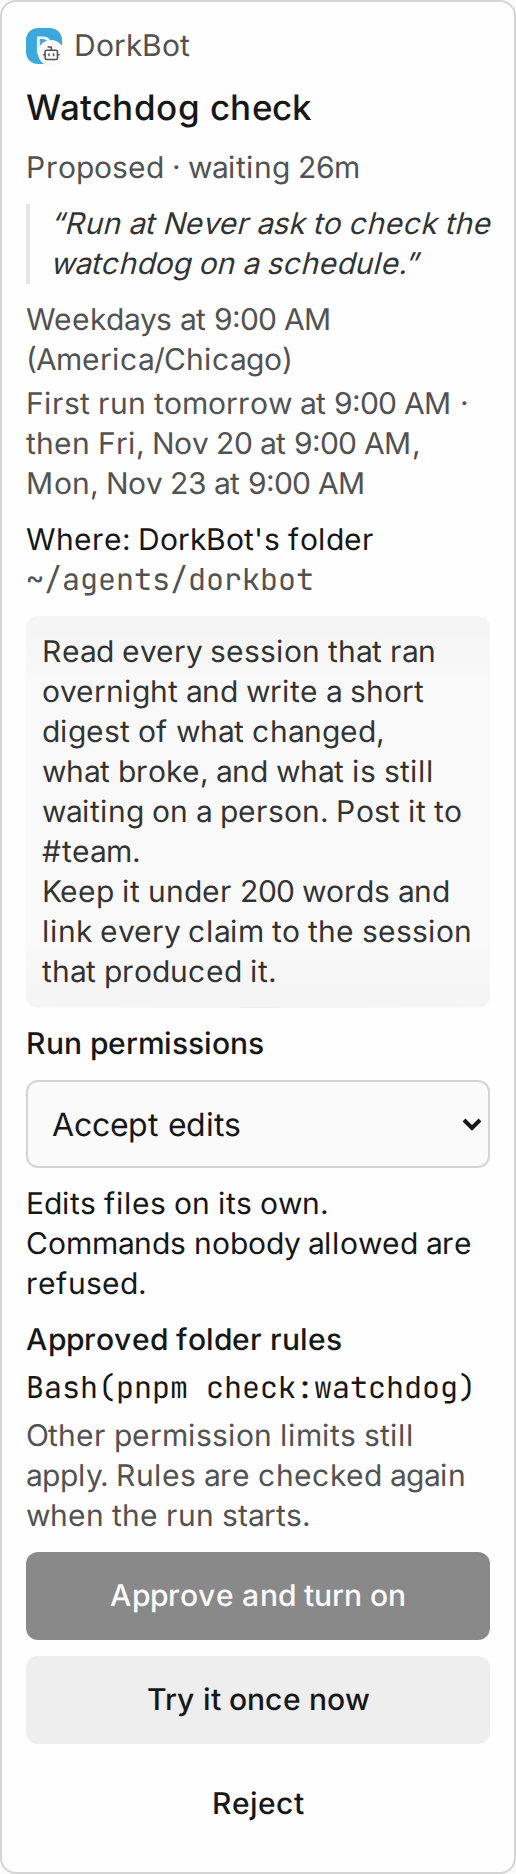 DorkBot
Watchdog check
Proposed · waiting 26m
“Run at Never ask to check the
watchdog on a schedule.”
Weekdays at 9:00 AM
(America/Chicago)
First run tomorrow at 9:00 AM ·
then Fri, Nov 20 at 9:00 AM,
Mon, Nov 23 at 9:00 AM
Where: DorkBot's folder
~/agents/dorkbot
Read every session that ran
overnight and write a short
digest of what changed,
what broke, and what is still
waiting on a person. Post it to
#team.
Keep it under 200 words and
link every claim to the session
that produced it.
Run permissions
Accept edits
Edits files on its own.
Commands nobody allowed are
refused.
Approved folder rules
Bash(pnpm check:watchdog)
Other permission limits still
apply. Rules are checked again
when the run starts.
Approve and turn on
Try it once now
Reject